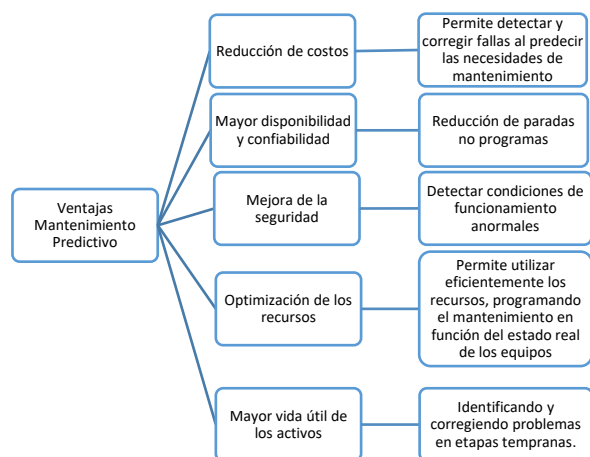 Reducción de costos
Permite detectar y
corregir fallas al predecir
las necesidades de
mantenimiento
Mayor disponibilidad
y confiabilidad
Reducción de paradas
no programas
Ventajas
Mantenimiento
Predictivo
Mejora de la
seguridad
Detectar condiciones de
funcionamiento
anormales
Optimización de los
recursos
Permite utilizar
eficientemente los
recursos, programando
el mantenimiento en
función del estado real
de los equipos
Mayor vida útil de
los activos
Identificando y
corregiendo problemas
en etapas tempranas.